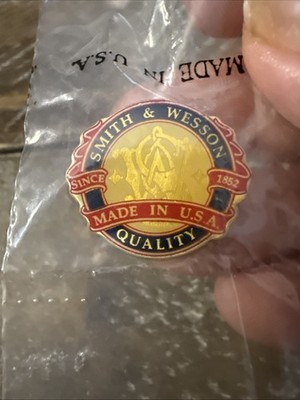 MADE IN U.S.A
SMITH & WESSON
SINCE 1852
MADE IN U.S.A.
QUALITY